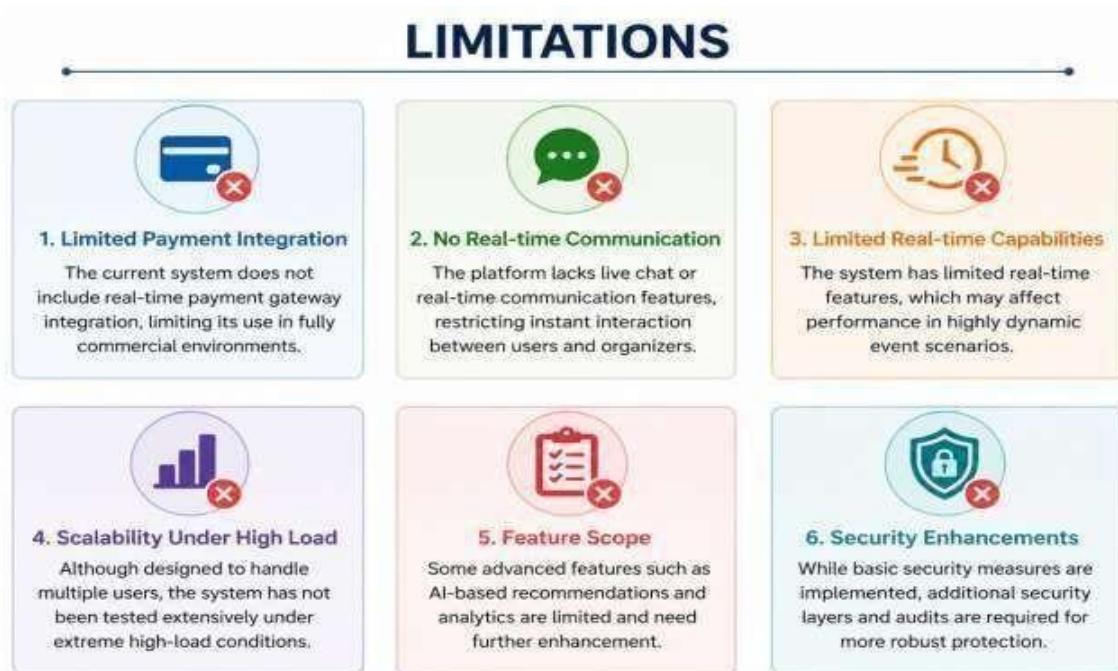 LIMITATIONS
1. Limited Payment Integration
The current system does not
include real-time payment gateway
integration, limiting its use in fully
commercial environments.
2. No Real-time Communication
The platform lacks live chat or
real-time communication features,
restricting instant interaction
between users and organizers.
3. Limited Real-time Capabilities
The system has limited real-time
features, which may affect
performance in highly dynamic
event scenarios.
4. Scalability Under High Load
Although designed to handle
multiple users, the system has not
been tested extensively under
extreme high-load conditions.
5. Feature Scope
Some advanced features such as
AI-based recommendations and
analytics are limited and need
further enhancement.
6. Security Enhancements
While basic security measures are
implemented, additional security
layers and audits are required for
more robust protection.